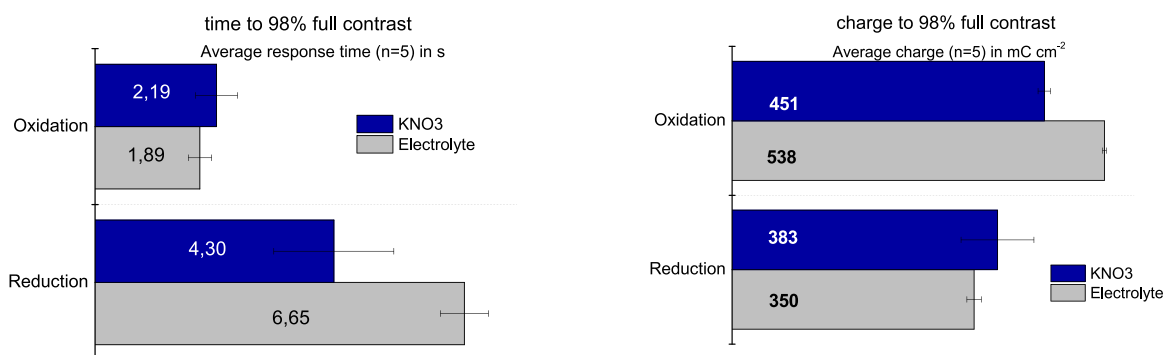 time to 98% full contrast
Average response time (n=5) in s
Oxidation
2,19
1,89
KNO3
Electrolyte
Reduction
4,30
6,65
charge to 98% full contrast
Average charge (n=5) in mC cm⁻²
Oxidation
451
538
Reduction
383
350
KNO3
Electrolyte